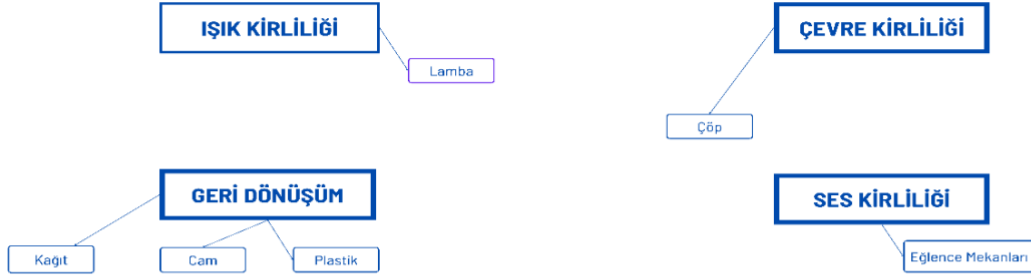 IŞIK KİRLİLİĞİ
ÇEVRE KİRLİLİĞİ
Lamba
Çöp
GERİ DÖNÜŞÜM
SES KİRLİLİĞİ
Kağıt
Cam
Plastik
Eğlence Mekanları